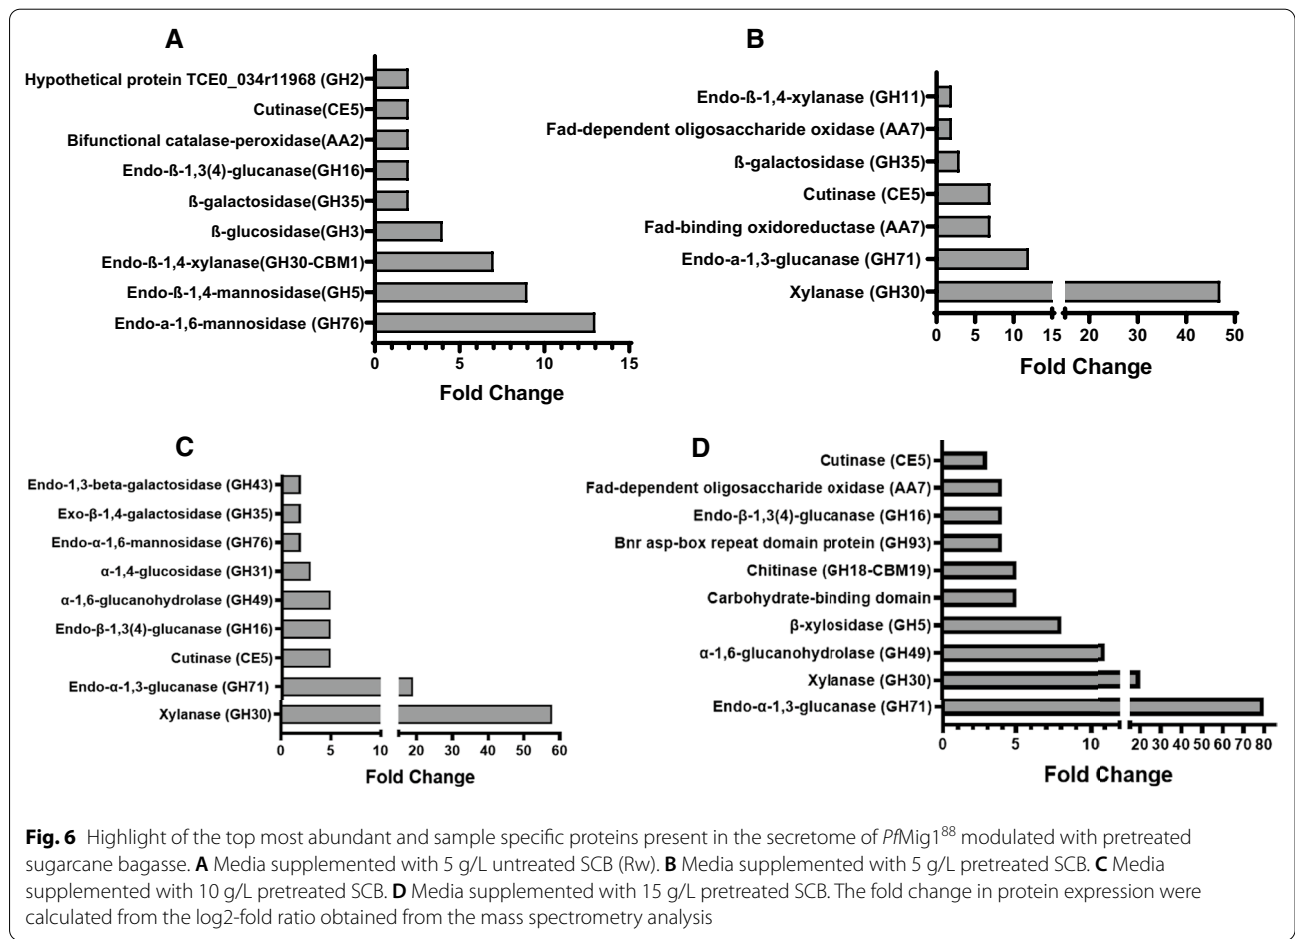 A
Hypothetical protein TCE0_034r11968 (GH2)
Cutinase(CE5)
Bifunctional catalase-peroxidase(AA2)
Endo-ß-1,3(4)-glucanase(GH16)
ß-galactosidase(GH35)
ß-glucosidase(GH3)
Endo-ß-1,4-xylanase(GH30-CBM1)
Endo-ß-1,4-mannosidase(GH5)
Endo-a-1,6-mannosidase (GH76)
0 5 10 15
Fold Change
B
Endo-ß-1,4-xylanase (GH11)
Fad-dependent oligosaccharide oxidase (AA7)
ß-galactosidase (GH35)
Cutinase (CE5)
Fad-binding oxidoreductase (AA7)
Endo-a-1,3-glucanase (GH71)
Xylanase (GH30)
0 5 10 15 20 30 40 50
Fold Change
C
Endo-1,3-beta-galactosidase (GH43)
Exo-β-1,4-galactosidase (GH35)
Endo-α-1,6-mannosidase (GH76)
α-1,4-glucosidase (GH31)
α-1,6-glucanohydrolase (GH49)
Endo-β-1,3(4)-glucanase (GH16)
Cutinase (CE5)
Endo-α-1,3-glucanase (GH71)
Xylanase (GH30)
0 5 10 20 30 40 50 60
Fold Change
D
Cutinase (CE5)
Fad-dependent oligosaccharide oxidase (AA7)
Endo-β-1,3(4)-glucanase (GH16)
Bnr asp-box repeat domain protein (GH93)
Chitinase (GH18-CBM19)
Carbohydrate-binding domain
β-xylosidase (GH5)
α-1,6-glucanohydrolase (GH49)
Xylanase (GH30)
Endo-α-1,3-glucanase (GH71)
0 5 10 20 30 40 50 60 70 80
Fold Change
Fig. 6 Highlight of the top most abundant and sample specific proteins present in the secretome of PfMig1⁸⁸ modulated with pretreated
sugarcane bagasse. A Media supplemented with 5 g/L untreated SCB (Rw). B Media supplemented with 5 g/L pretreated SCB. C Media
supplemented with 10 g/L pretreated SCB. D Media supplemented with 15 g/L pretreated SCB. The fold change in protein expression were
calculated from the log2-fold ratio obtained from the mass spectrometry analysis